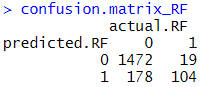 > confusion.matrix_RF
actual.RF
predicted.RF 0 1
0 1472 19
1 178 104